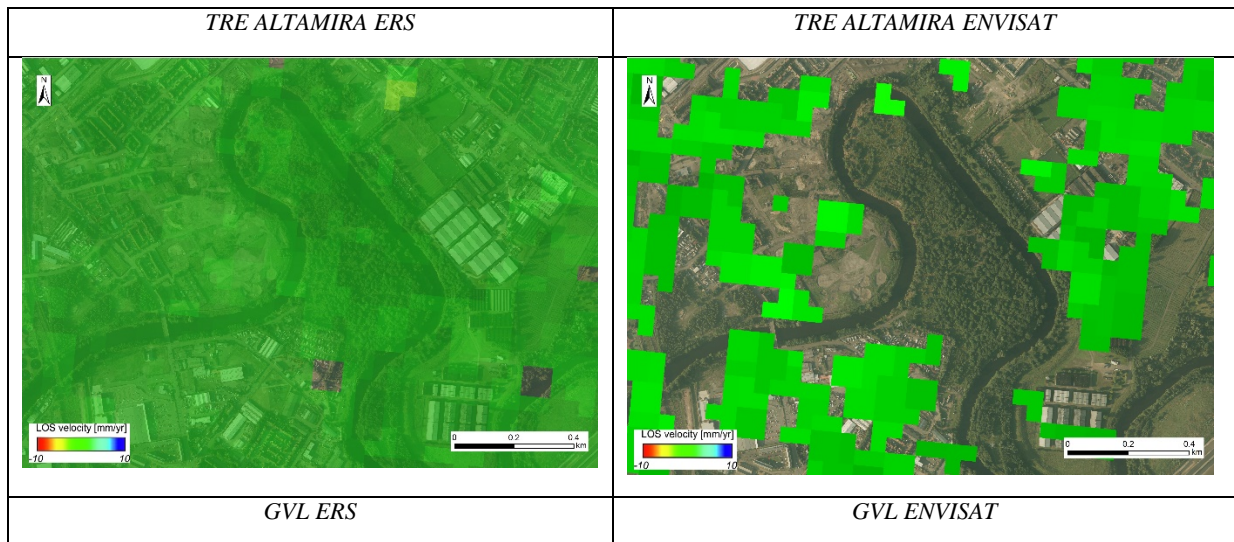 TRE ALTAMIRA ERS
TRE ALTAMIRA ENVISAT
N
LOS velocity [mm/yr]
-10
10
0
0.2
0.4
km
N
LOS velocity [mm/yr]
-10
10
0
0.2
0.4
km
GVL ERS
GVL ENVISAT